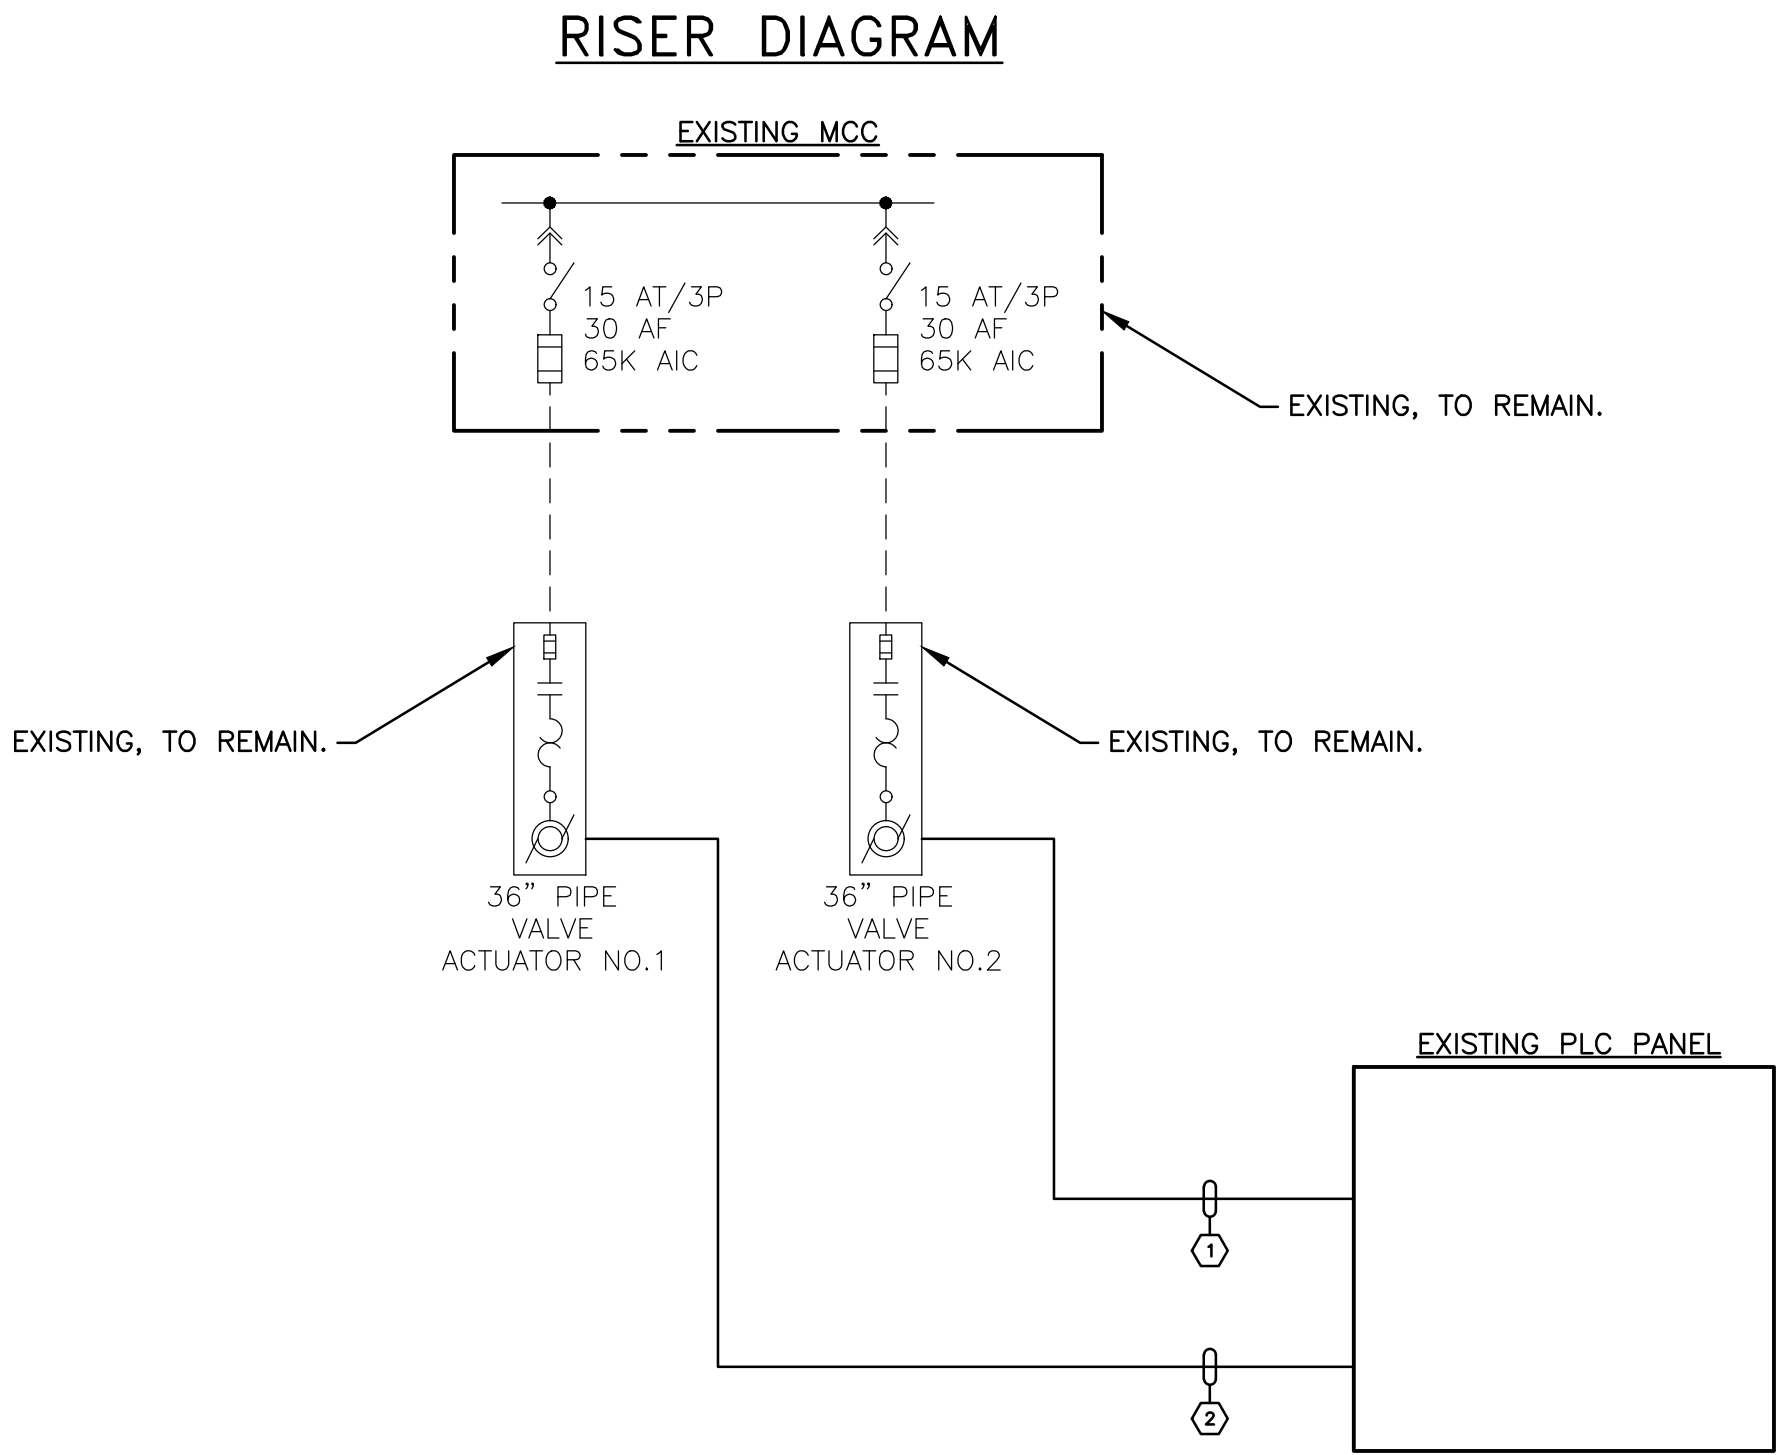 RISER DIAGRAM
EXISTING MCC
15 AT/3P
30 AF
65K AIC
15 AT/3P
30 AF
65K AIC
EXISTING, TO REMAIN.
EXISTING, TO REMAIN.
EXISTING, TO REMAIN.
36” PIPE
VALVE
ACTUATOR NO.1
36” PIPE
VALVE
ACTUATOR NO.2
EXISTING PLC PANEL
1
2